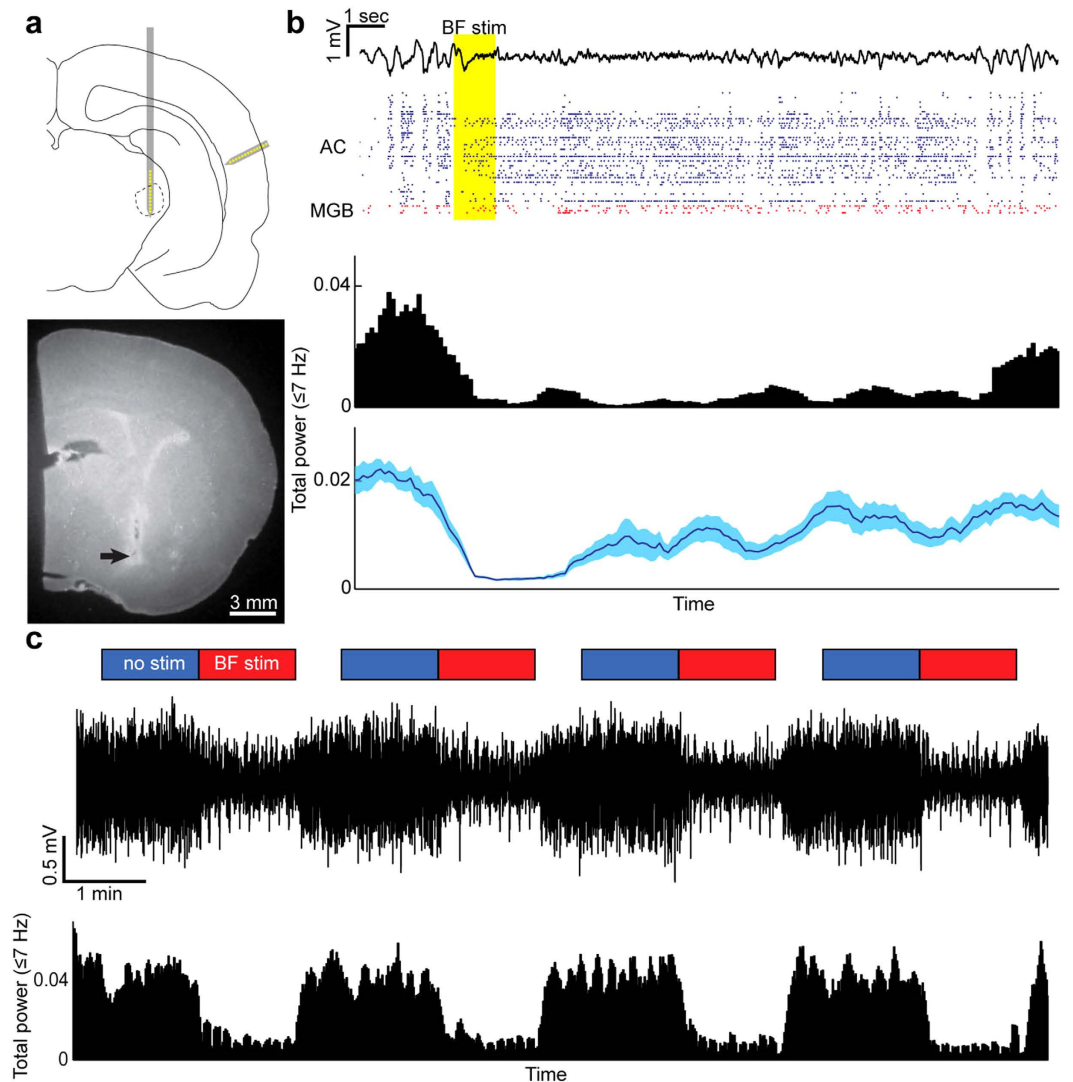 a
b
1 sec
1 mV
BF stim
AC
MGB
0.04
0
Total power (≤7 Hz)
0.02
0
Time
3 mm
c
no stim
BF stim
0.5 mV
1 min
Total power (≤7 Hz)
0.04
0
Time